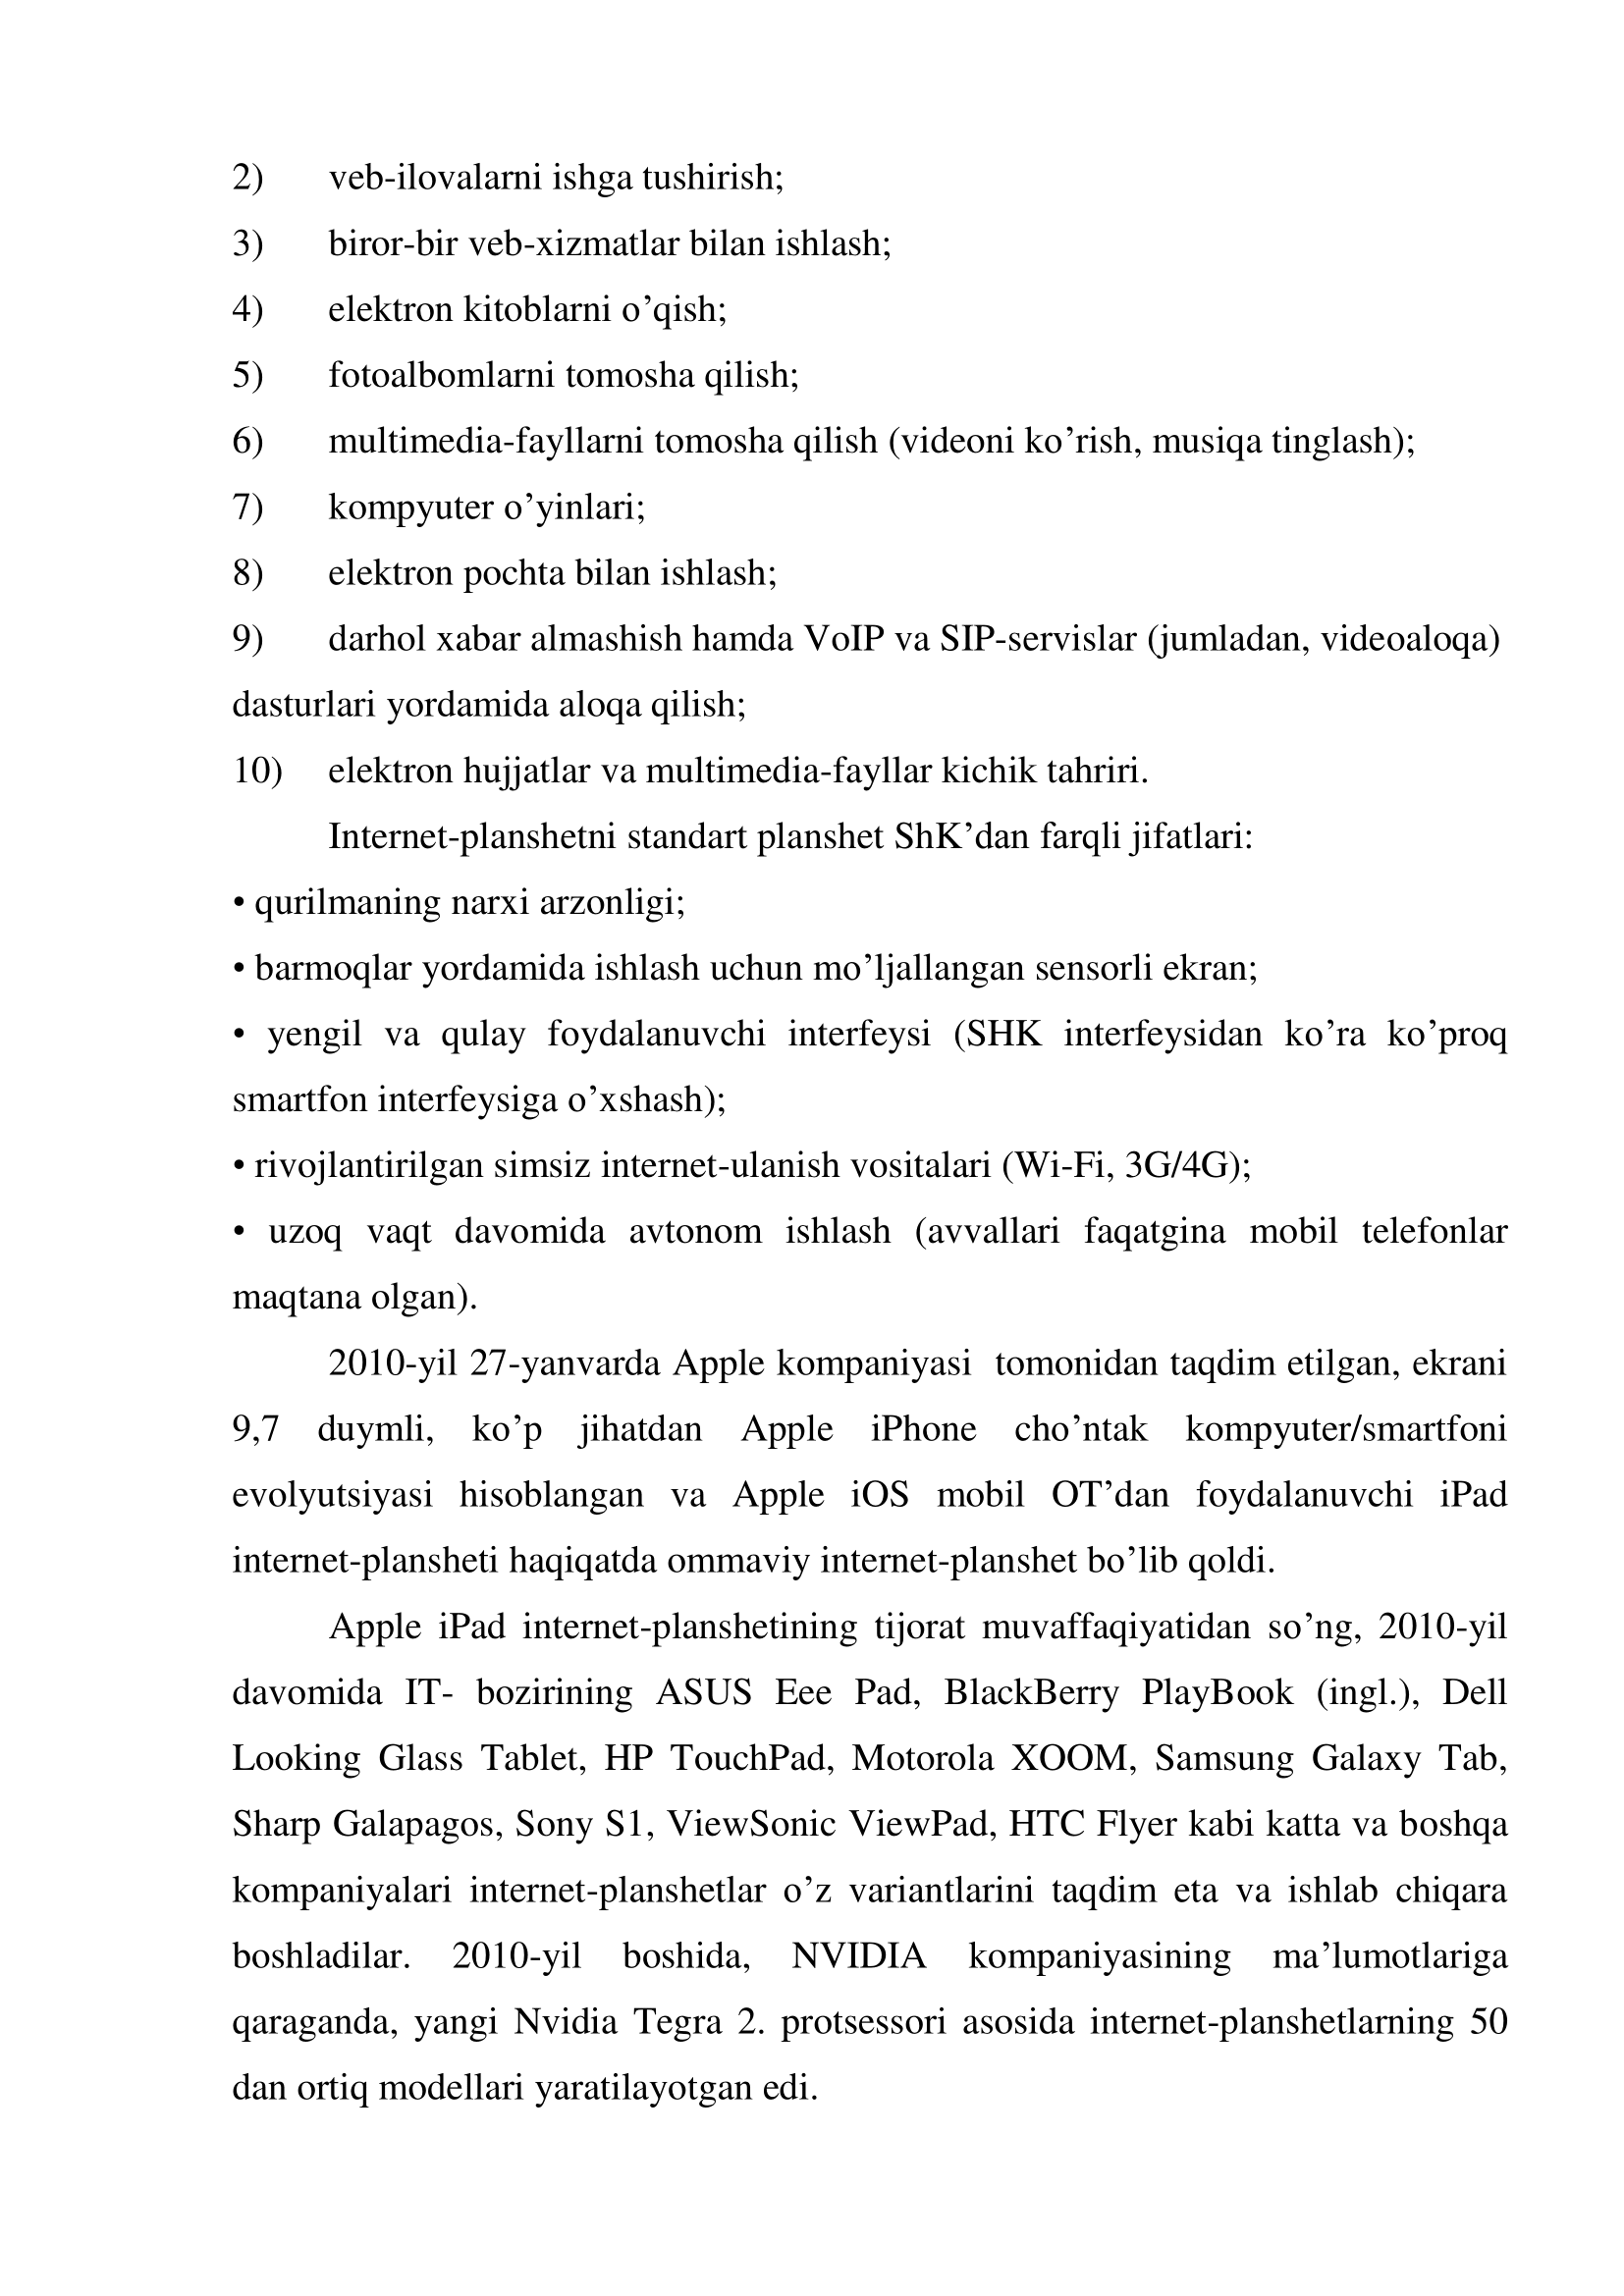 2) veb-ilovalarni ishga tushirish;
3) biror-bir veb-xizmatlar bilan ishlash;
4) elektron kitoblarni o’qish;
5) fotoalbomlarni tomosha qilish;
6) multimedia-fayllarni tomosha qilish (videoni ko’rish, musiqa tinglash);
7) kompyuter o’yinlari;
8) elektron pochta bilan ishlash;
9) darhol xabar almashish hamda VoIP va SIP-servislar (jumladan, videoaloqa)
dasturlari yordamida aloqa qilish;
10) elektron hujjatlar va multimedia-fayllar kichik tahriri.
Internet-planshetni standart planshet ShK’dan farqli jifatlari:
• qurilmaning narxi arzonligi;
• barmoqlar yordamida ishlash uchun mo’ljallangan sensorli ekran;
• yengil va qulay foydalanuvchi interfeysi (SHK interfeysidan ko’ra ko’proq
smartfon interfeysiga o’xshash);
• rivojlantirilgan simsiz internet-ulanish vositalari (Wi-Fi, 3G/4G);
• uzoq vaqt davomida avtonom ishlash (avvallari faqatgina mobil telefonlar
maqtana olgan).
2010-yil 27-yanvarda Apple kompaniyasi tomonidan taqdim etilgan, ekrani
9,7 duymli, ko’p jihatdan Apple iPhone cho’ntak kompyuter/smartfoni
evolyutsiyasi hisoblangan va Apple iOS mobil OT’dan foydalanuvchi iPad
internet-plansheti haqiqatda ommaviy internet-planshet bo’lib qoldi.
Apple iPad internet-planshetining tijorat muvaffaqiyatidan so’ng, 2010-yil
davomida IT- bozirining ASUS Eee Pad, BlackBerry PlayBook (ingl.), Dell
Looking Glass Tablet, HP TouchPad, Motorola XOOM, Samsung Galaxy Tab,
Sharp Galapagos, Sony S1, ViewSonic ViewPad, HTC Flyer kabi katta va boshqa
kompaniyalari internet-planshetlar o’z variantlarini taqdim eta va ishlab chiqara
boshladilar. 2010-yil boshida, NVIDIA kompaniyasining ma’lumotlariga
qaraganda, yangi Nvidia Tegra 2. protsessori asosida internet-planshetlarning 50
dan ortiq modellari yaratilayotgan edi.